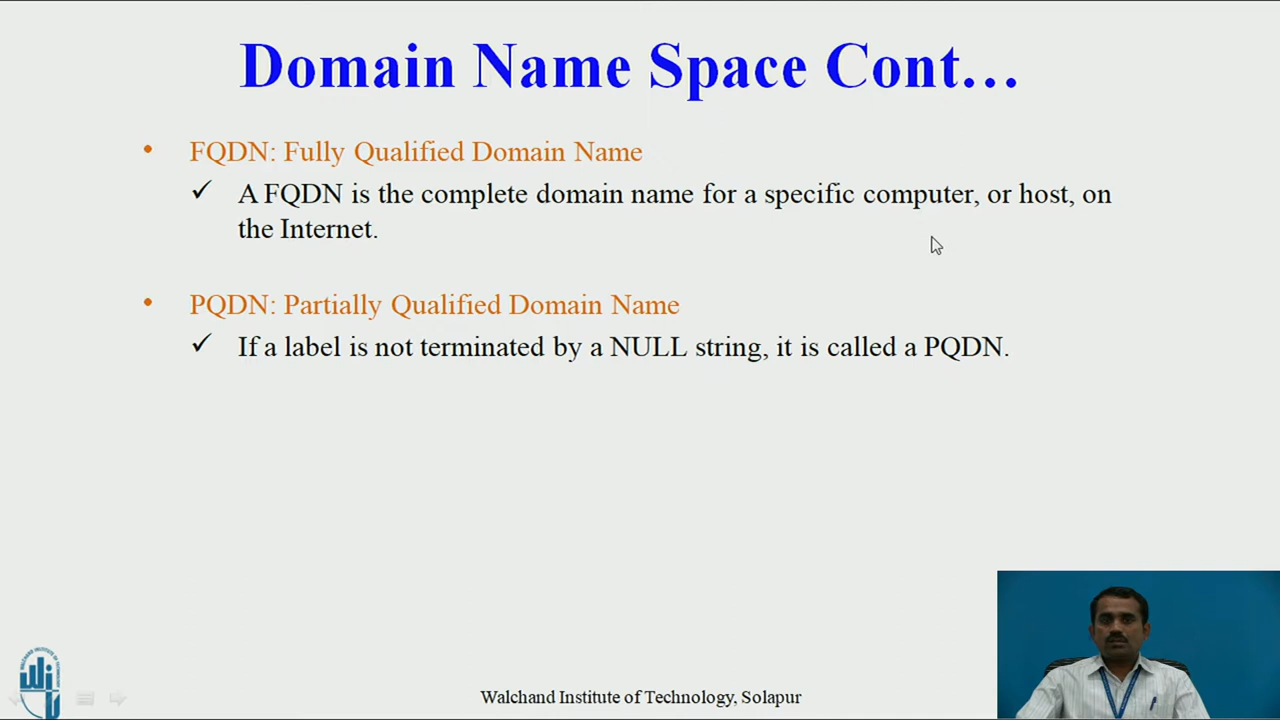 Domain Name Space Cont…
• FQDN: Fully Qualified Domain Name
✓ A FQDN is the complete domain name for a specific computer, or host, on
the Internet.
• PQDN: Partially Qualified Domain Name
✓ If a label is not terminated by a NULL string, it is called a PQDN.
Walchand Institute of Technology, Solapur